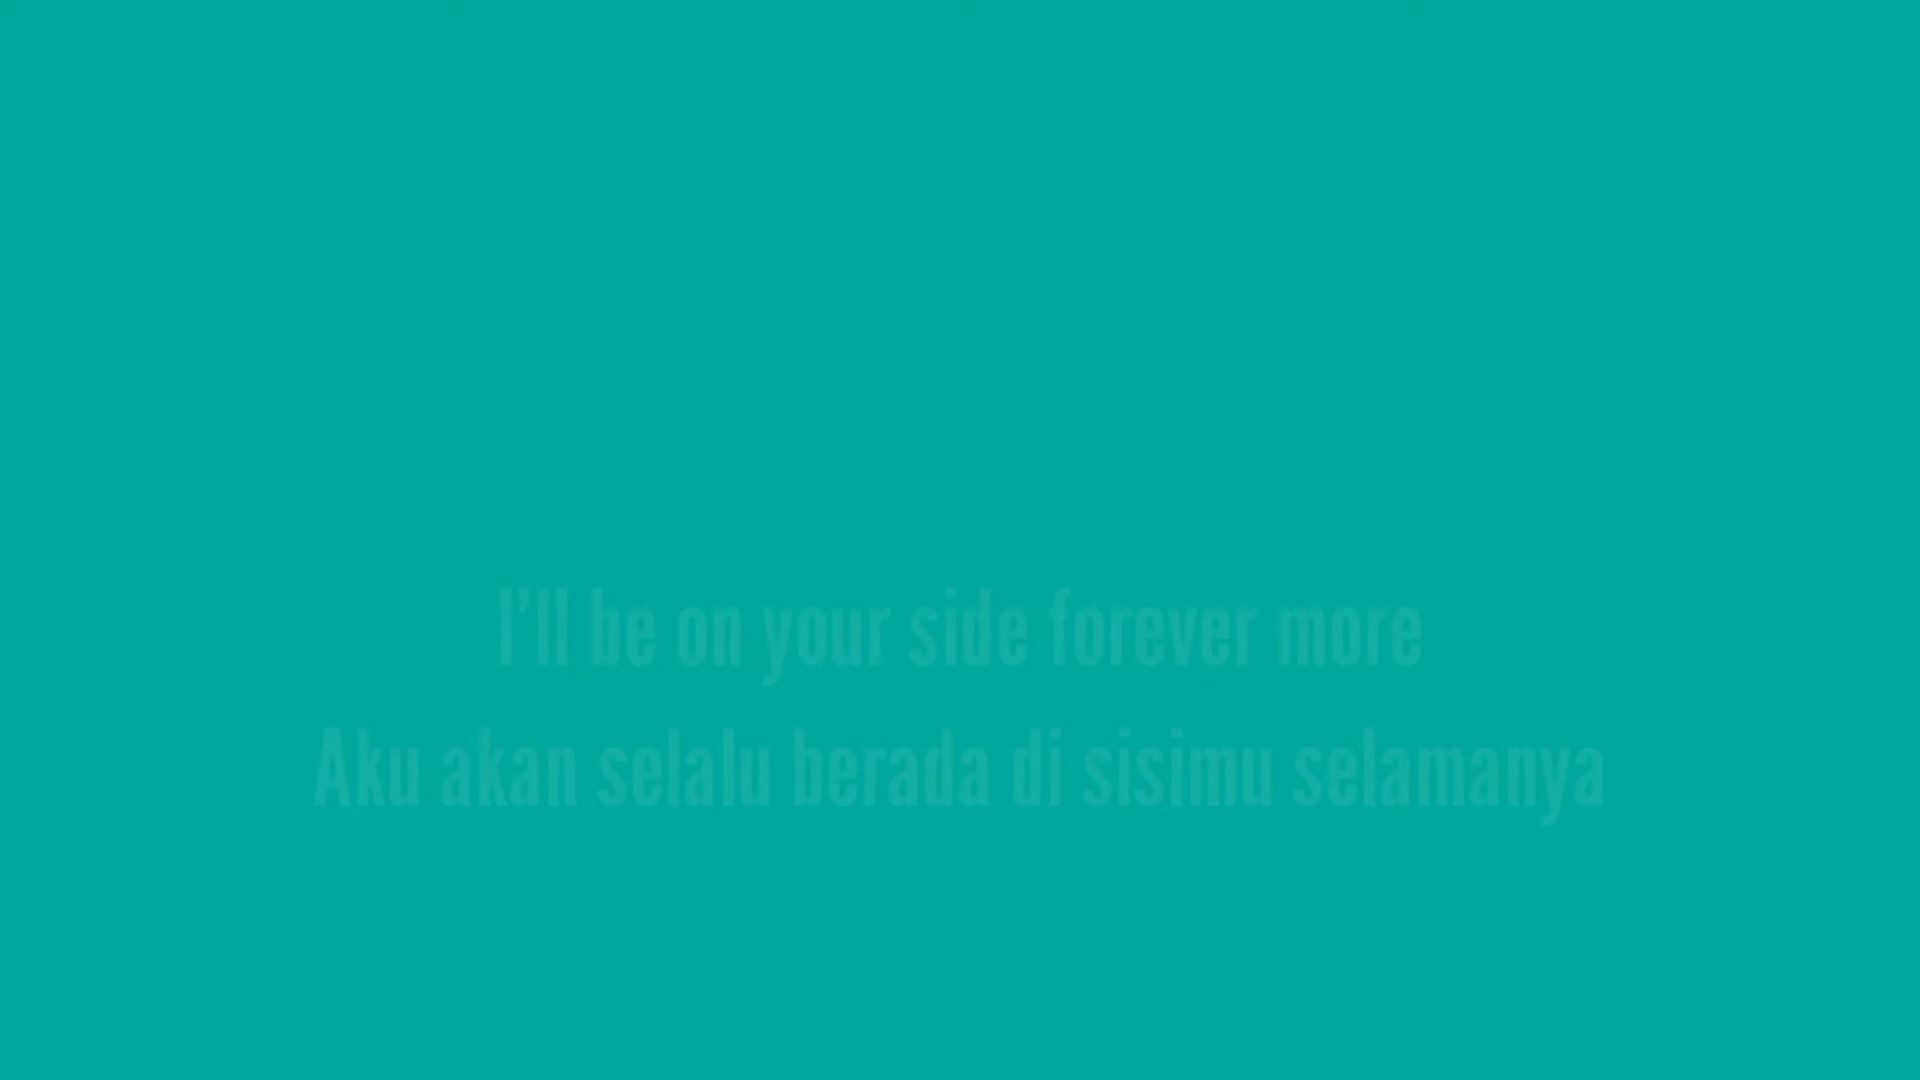 I’ll be on your side forever more
Aku akan selalu berada di sisimu selamanya